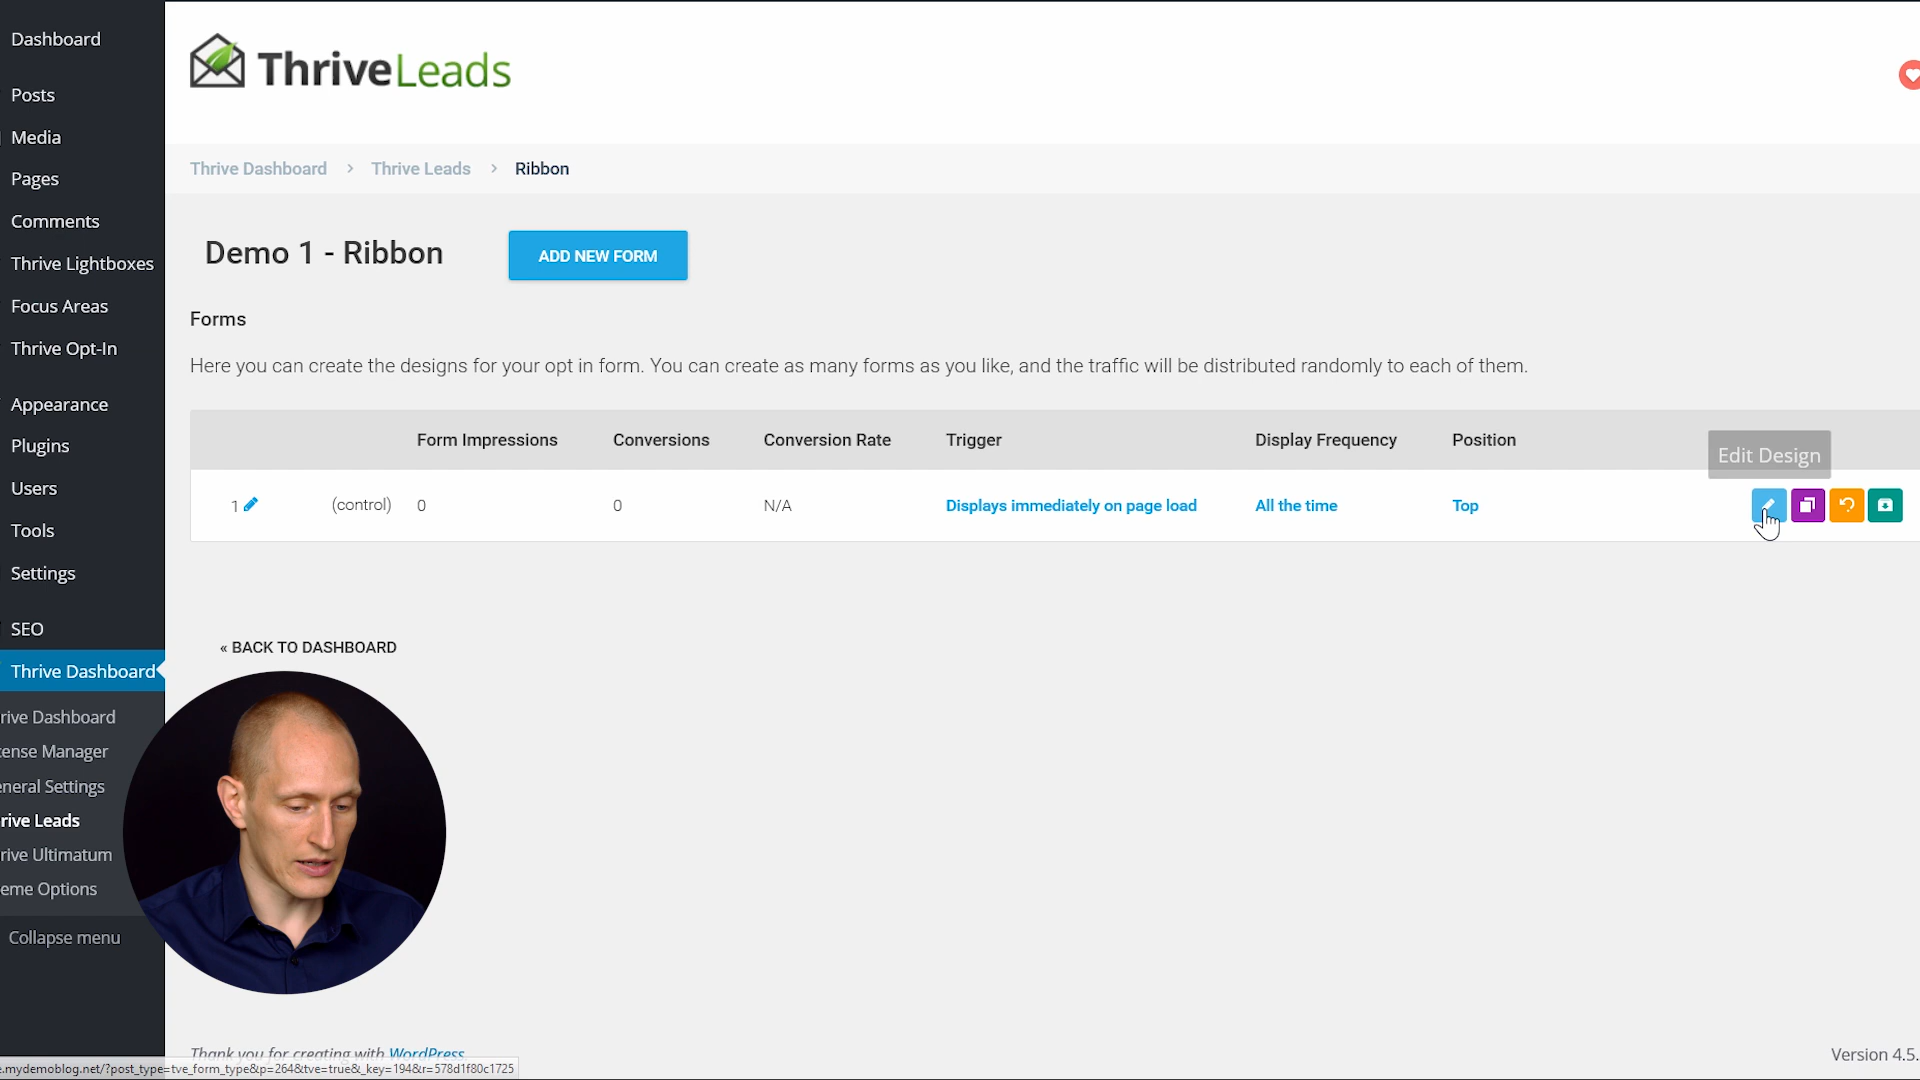 Dashboard
Posts
Media
Pages
Comments
Thrive Lightboxes
Focus Areas
Thrive Opt-In
Appearance
Plugins
Users
Tools
Settings
SEO
Thrive Dashboard
rive Dashboard
ense Manager
eneral Settings
rive Leads
rive Ultimatum
eme Options
Collapse menu
ThriveLeads
Thrive Dashboard > Thrive Leads > Ribbon
Demo 1 - Ribbon
ADD NEW FORM
Forms
Here you can create the designs for your opt in form. You can create as many forms as you like, and the traffic will be distributed randomly to each of them.
Form Impressions Conversions Conversion Rate Trigger Display Frequency Position
Edit Design
1 (control) 0 0 N/A Displays immediately on page load All the time Top
« BACK TO DASHBOARD
Thank you for creating with WordPress.
Version 4.5.
e.mydemoblog.net/?post_type=tve_form_type&p=264&tve=true&_key=194&r=578d1f80c1725